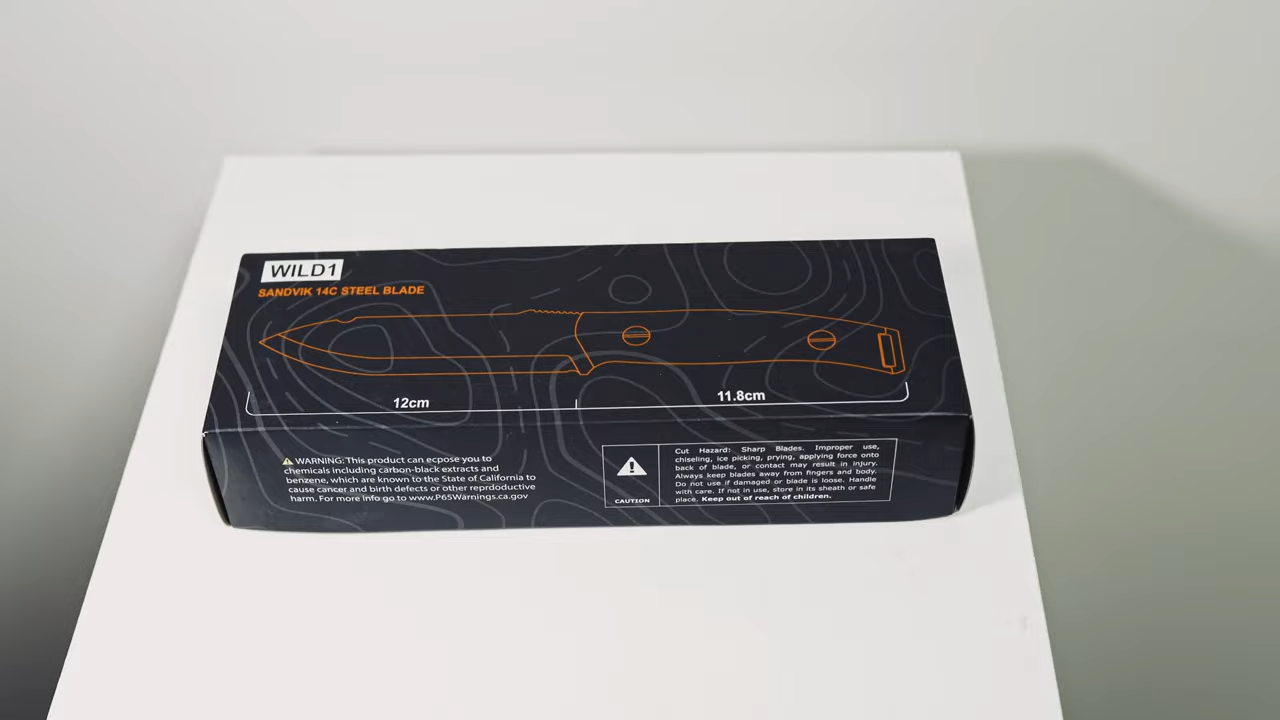 WILD1
SANDVIK 14C STEEL BLADE
12cm
11.8cm
WARNING: This product can ecpose you to
chemicals including carbon-black extracts and
benzene, which are known to the State of California to
cause cancer and birth defects or other reprdoductive
harm. For more info go to www.P65Warnings.ca.gov
CAUTION
Cut Hazard: Sharp Blades. Improper use,
chiseling, ice picking, prying, applying force onto
back of blade, or contact may result in injury.
Always keep blades away from fingers and body.
Do not use if damaged or blade is loose. Handle
with care. If not in use, store in its sheath or safe
place. Keep out of reach of children.